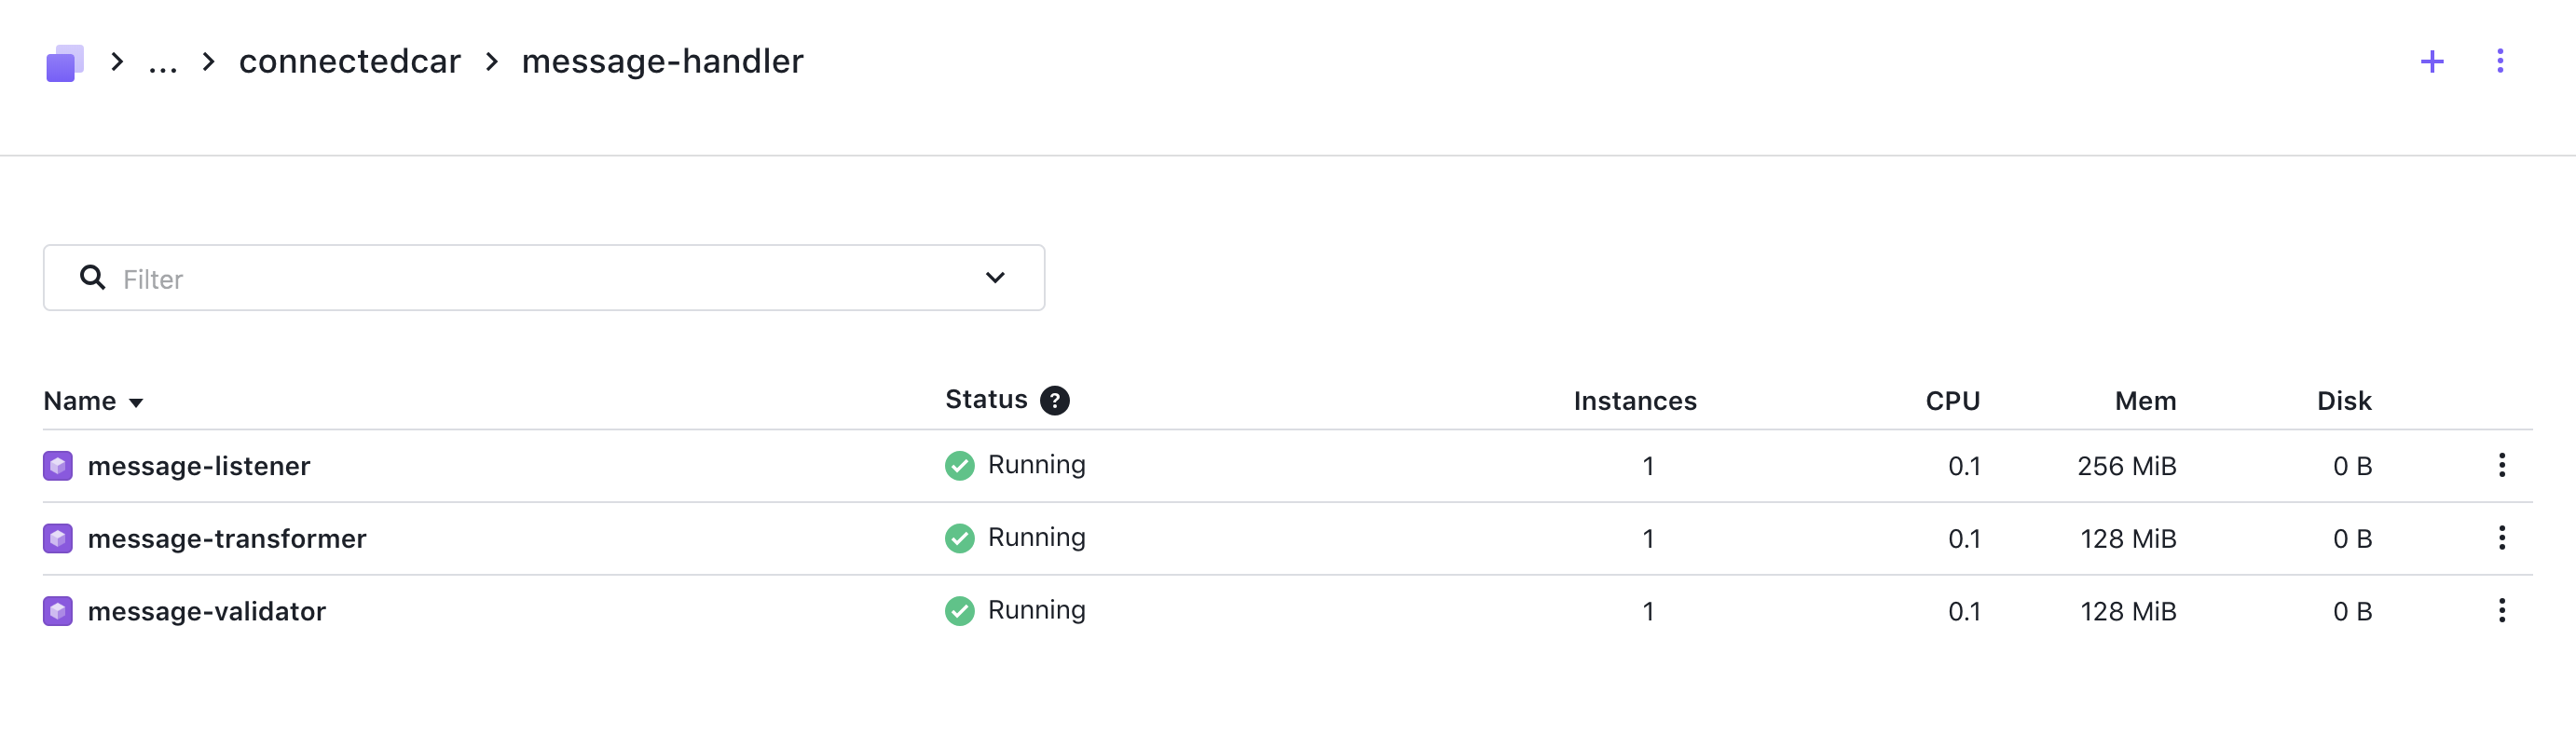 ... connectedcar message-handler
Filter
Name Status ? Instances CPU Mem Disk
message-listener Running 1 0.1 256 MiB 0 B
message-transformer Running 1 0.1 128 MiB 0 B
message-validator Running 1 0.1 128 MiB 0 B